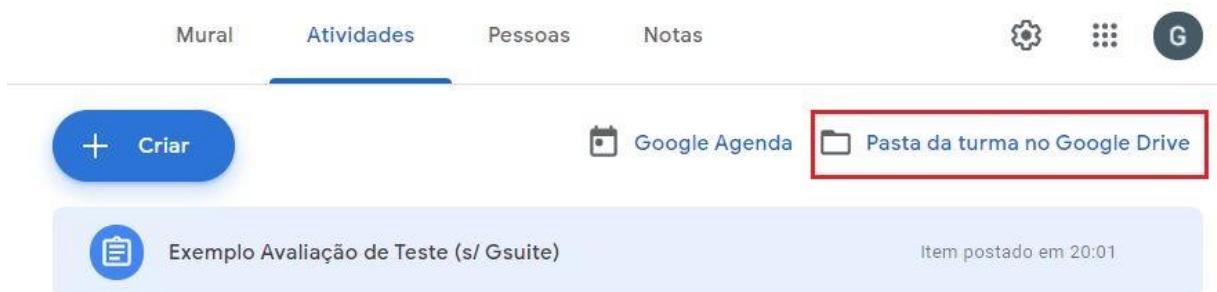 Mural Atividades Pessoas Notas G
+ Criar Google Agenda Pasta da turma no Google Drive
Exemplo Avaliação de Teste (s/ Gsuite) Item postado em 20:01